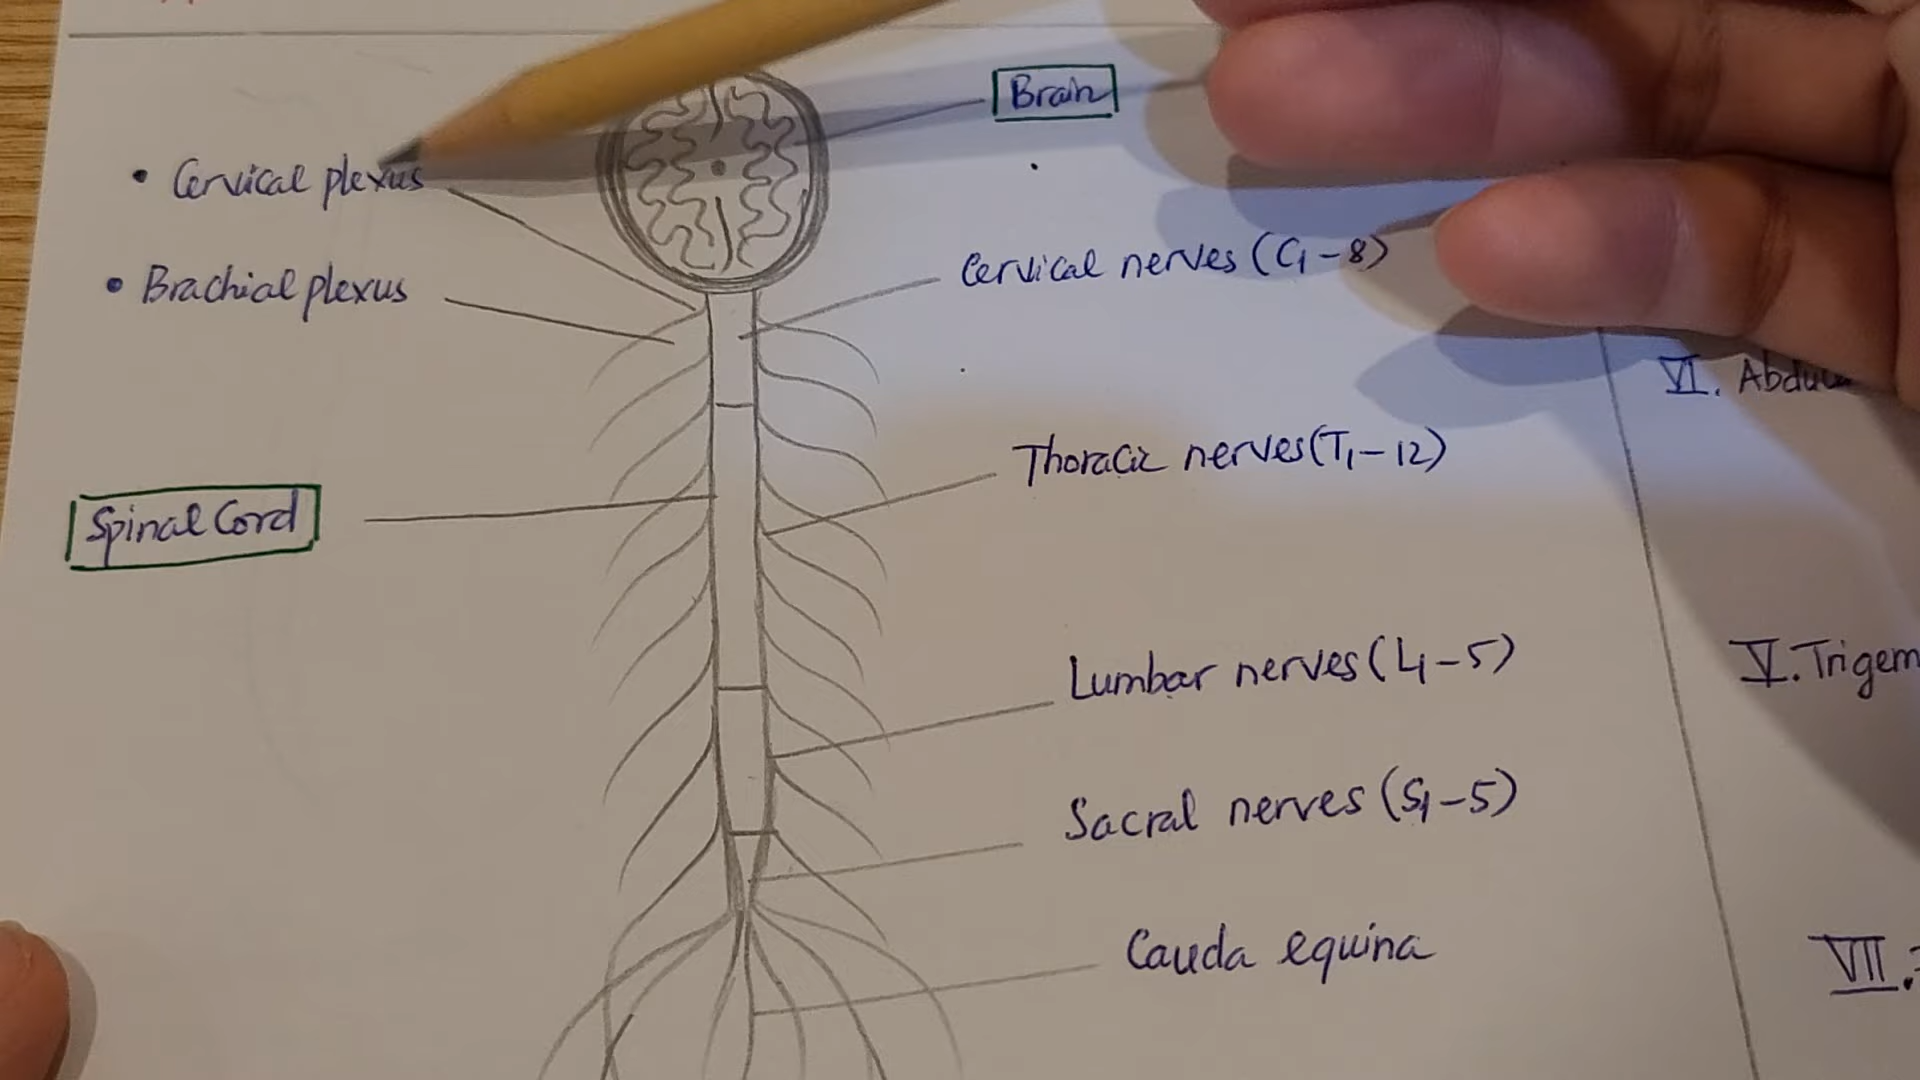 Brain
• Cervical plexus
Cervical nerves (C1-8)
• Brachial plexus
VI. Abduc
Thoracic nerves (T1-12)
Spinal Cord
Lumbar nerves (L1-5)
V. Trigem
Sacral nerves (S1-5)
Cauda equina
VII.